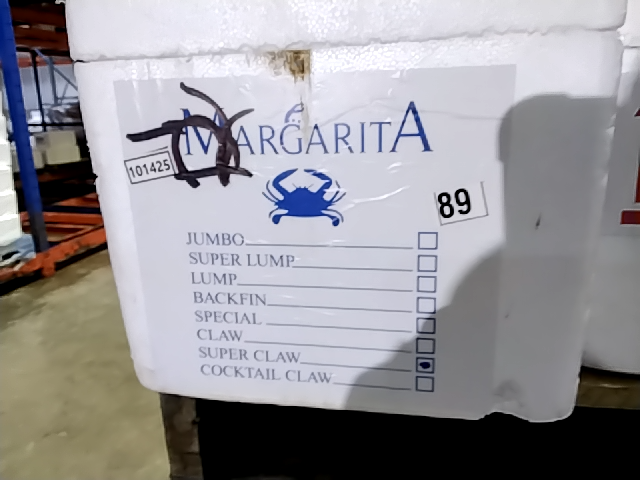 MARGARITA
101425
89
JUMBO
SUPER LUMP
LUMP
BACKFIN
SPECIAL
CLAW
SUPER CLAW
COCKTAIL CLAW